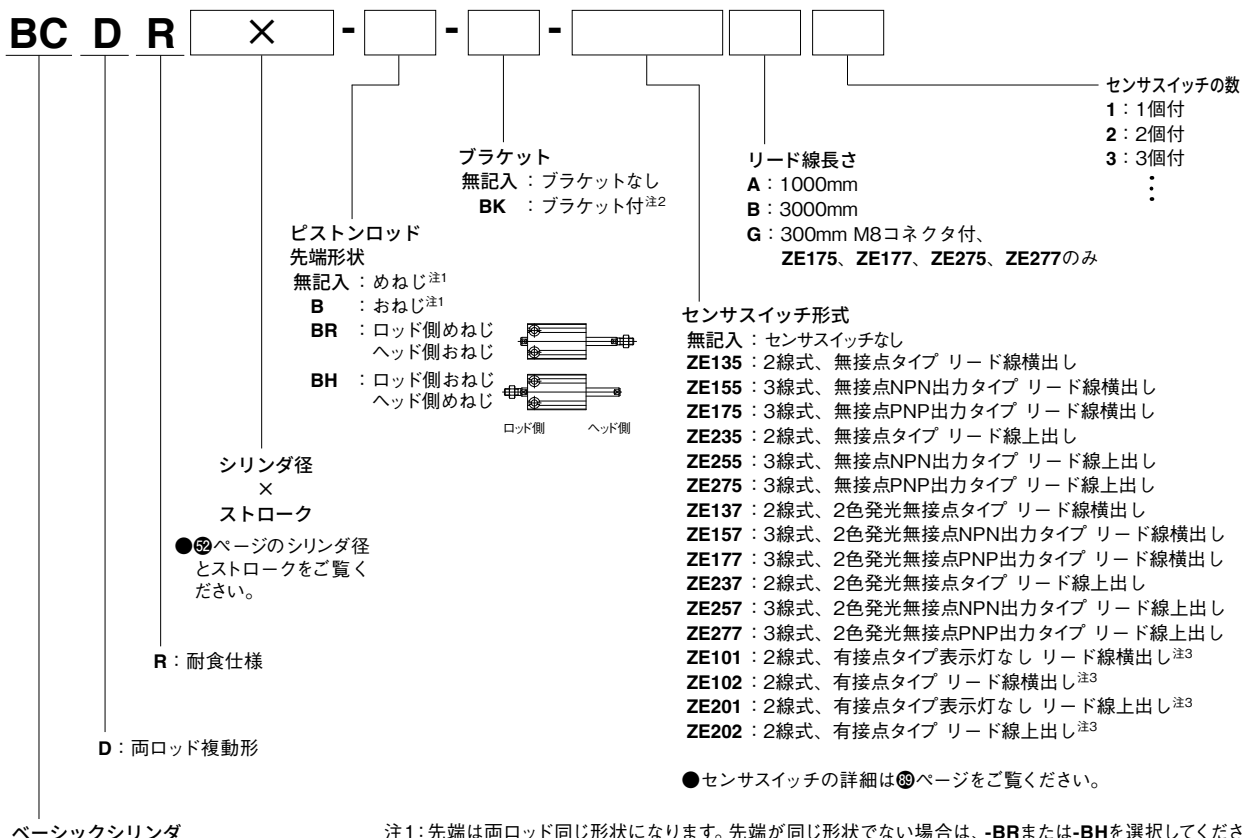 BC D R × - - -
センサスイッチの数
1：1個付
2：2個付
3：3個付
⋮
リード線長さ
A：1000mm
B：3000mm
G：300mm M8コネクタ付、
ZE175、ZE177、ZE275、ZE277のみ
ブラケット
無記入：ブラケットなし
BK：ブラケット付注2
ピストンロッド
先端形状
無記入：めねじ注1
B：おねじ注1
BR：ロッド側めねじ
ヘッド側おねじ
BH：ロッド側おねじ
ヘッド側めねじ
ロッド側 ヘッド側
センサスイッチ形式
無記入：センサスイッチなし
ZE135：2線式、無接点タイプ リード線横出し
ZE155：3線式、無接点NPN出力タイプ リード線横出し
ZE175：3線式、無接点PNP出力タイプ リード線横出し
ZE235：2線式、無接点タイプ リード線上出し
ZE255：3線式、無接点NPN出力タイプ リード線上出し
ZE275：3線式、無接点PNP出力タイプ リード線上出し
ZE137：2線式、2色発光無接点タイプ リード線横出し
ZE157：3線式、2色発光無接点NPN出力タイプ リード線横出し
ZE177：3線式、2色発光無接点PNP出力タイプ リード線横出し
ZE237：2線式、2色発光無接点タイプ リード線上出し
ZE257：3線式、2色発光無接点NPN出力タイプ リード線上出し
ZE277：3線式、2色発光無接点PNP出力タイプ リード線上出し
ZE101：2線式、有接点タイプ表示灯なし リード線横出し注3
ZE102：2線式、有接点タイプ リード線横出し注3
ZE201：2線式、有接点タイプ表示灯なし リード線上出し注3
ZE202：2線式、有接点タイプ リード線上出し注3
●センサスイッチの詳細は89ページをご覧ください。
シリンダ径
×
ストローク
●52ページのシリンダ径
とストロークをご覧く
ださい。
R：耐食仕様
D：両ロッド複動形
ベーシックシリンダ
注1：先端は両ロッド同じ形状になります。先端が同じ形状でない場合は、-BRまたは-BHを選択してくださ